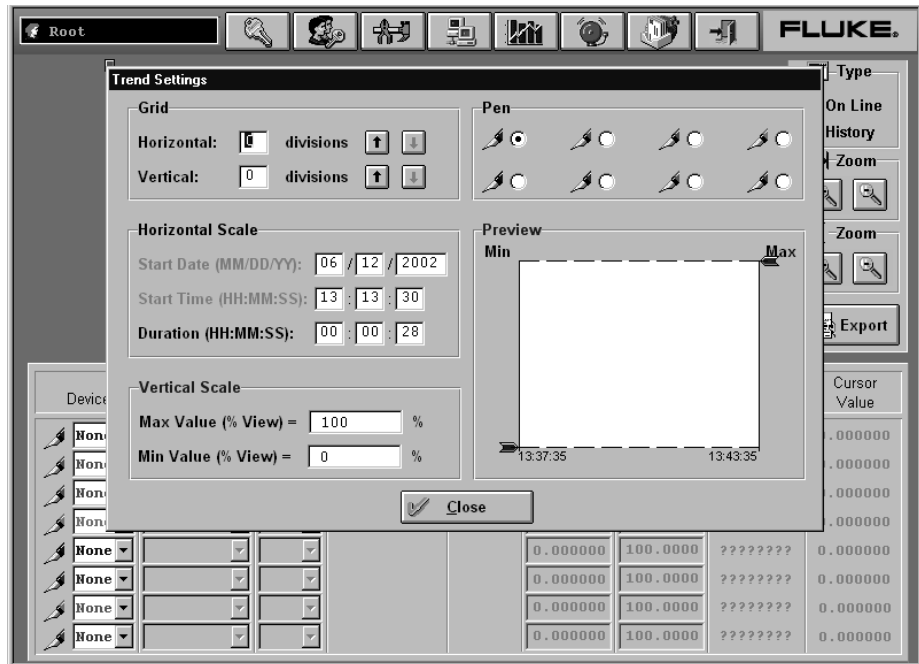 Root
FLUKE®
Trend Settings
Grid
Horizontal: 0 divisions
Vertical: 0 divisions
Pen
Type
On Line
History
Zoom
Zoom
Export
Horizontal Scale
Start Date (MM/DD/YY): 06 / 12 / 2002
Start Time (HH:MM:SS): 13 : 13 : 30
Duration (HH:MM:SS): 00 : 00 : 28
Preview
Min Max
13:37:35 13:43:35
Vertical Scale
Max Value (% View) = 100 %
Min Value (% View) = 0 %
Close
Device
Cursor
Value
.000000
.000000
.000000
.000000
None 0.000000 100.0000 ???????? 0.000000
None 0.000000 100.0000 ???????? 0.000000
None 0.000000 100.0000 ???????? 0.000000
None 0.000000 100.0000 ???????? 0.000000